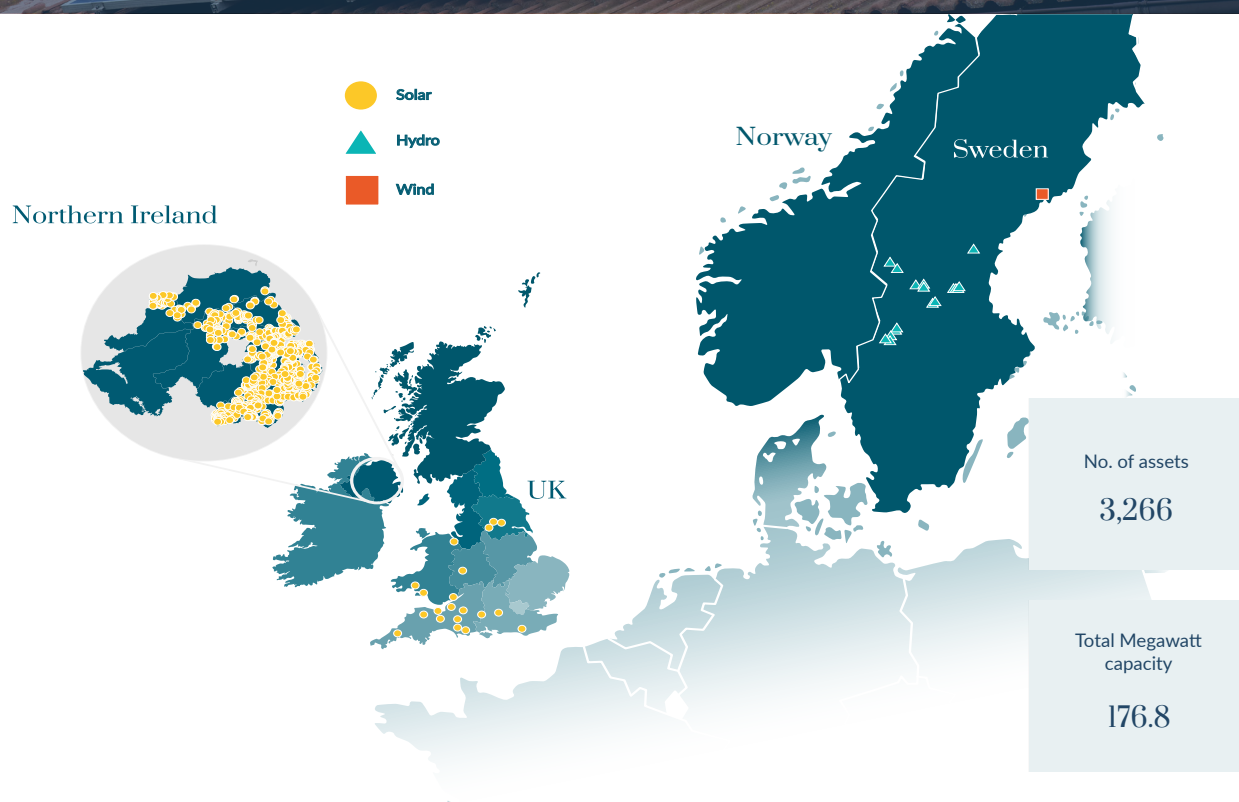 Solar
Hydro
Wind
Norway
Sweden
Northern Ireland
UK
No. of assets
3,266
Total Megawatt
capacity
176.8